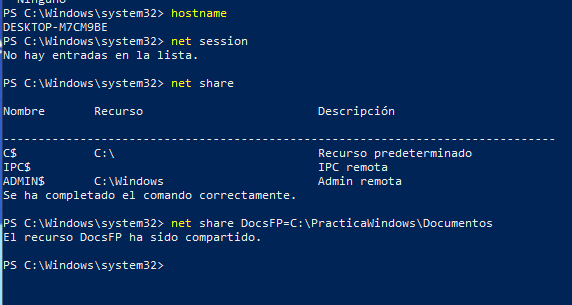 Ninguno
PS C:\Windows\system32> hostname
DESKTOP-M7CM9BE
PS C:\Windows\system32> net session
No hay entradas en la lista.
PS C:\Windows\system32> net share
Nombre       Recurso                         Descripción
-------------------------------------------------------------------------------
C$           C:\                             Recurso predeterminado
IPC$                                         IPC remota
ADMIN$       C:\Windows                      Admin remota
Se ha completado el comando correctamente.
PS C:\Windows\system32> net share DocsFP=C:\PracticaWindows\Documentos
El recurso DocsFP ha sido compartido.
PS C:\Windows\system32>